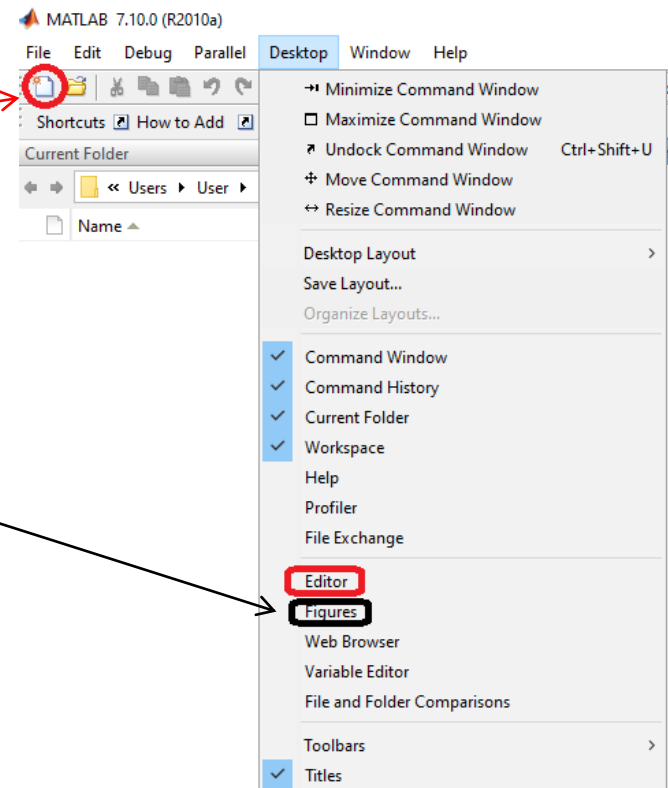 MATLAB 7.10.0 (R2010a)
File Edit Debug Parallel Desktop Window Help
Shortcuts How to Add
Current Folder
« Users User
Name
Minimize Command Window
Maximize Command Window
Undock Command Window Ctrl+Shift+U
Move Command Window
Resize Command Window
Desktop Layout
Save Layout...
Organize Layouts...
Command Window
Command History
Current Folder
Workspace
Help
Profiler
File Exchange
Editor
Figures
Web Browser
Variable Editor
File and Folder Comparisons
Toolbars
Titles